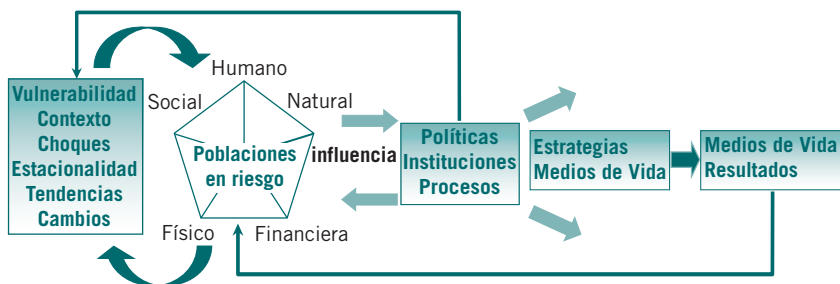 Vulnerabilidad
Contexto
Choques
Estacionalidad
Tendencias
Cambios
Humano
Social
Natural
Poblaciones
en riesgo
Físico
Financiera
influencia
Políticas
Instituciones
Procesos
Estrategias
Medios de Vida
Medios de Vida
Resultados